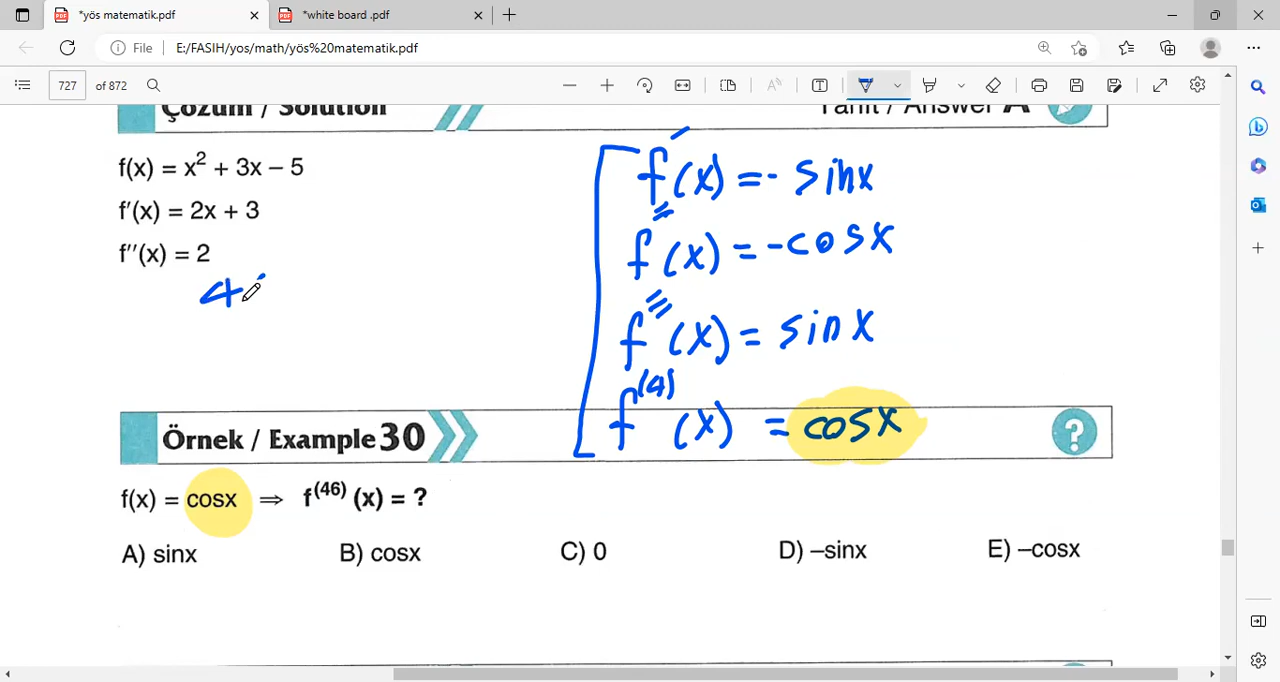 *yös matematik.pdf
*white board .pdf
File E:/FASIH/yos/math/yös%20matematik.pdf
727 of 872
Çözüm / Solution Yanıt / Answer A
f(x) = x² + 3x – 5
f′(x) = 2x + 3
f′′(x) = 2
4
f′(x) = - sinx
f″(x) = -cosx
f‴(x) = sinx
f⁽⁴⁾(x) = cosx
Örnek / Example 30 ?
f(x) = cosx ⇒ f⁽⁴⁶⁾(x) = ?
A) sinx B) cosx C) 0 D) –sinx E) –cosx